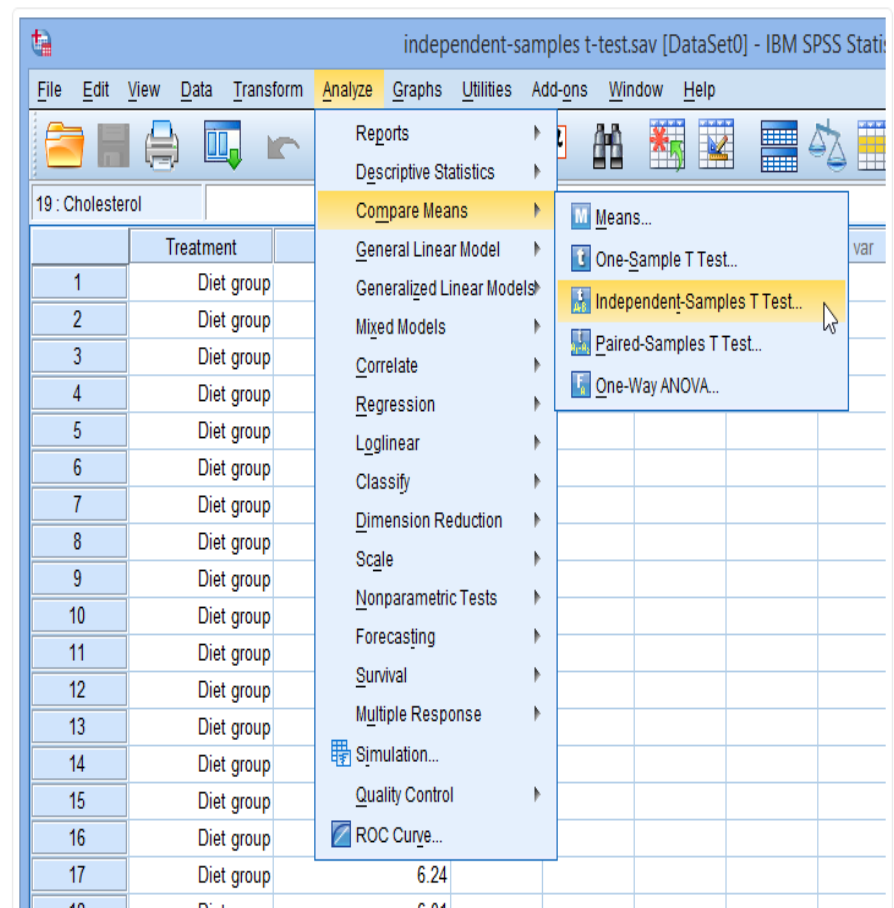 independent-samples t-test.sav [DataSet0] - IBM SPSS Statis
File Edit View Data Transform Analyze Graphs Utilities Add-ons Window Help
19 : Cholesterol
Reports
Descriptive Statistics
Compare Means
General Linear Model
Generalized Linear Models
Mixed Models
Correlate
Regression
Loglinear
Classify
Dimension Reduction
Scale
Nonparametric Tests
Forecasting
Survival
Multiple Response
Simulation...
Quality Control
ROC Curve...
Means...
One-Sample T Test...
Independent-Samples T Test...
Paired-Samples T Test...
One-Way ANOVA...
Treatment var
1 Diet group
2 Diet group
3 Diet group
4 Diet group
5 Diet group
6 Diet group
7 Diet group
8 Diet group
9 Diet group
10 Diet group
11 Diet group
12 Diet group
13 Diet group
14 Diet group
15 Diet group
16 Diet group
17 Diet group 6.24